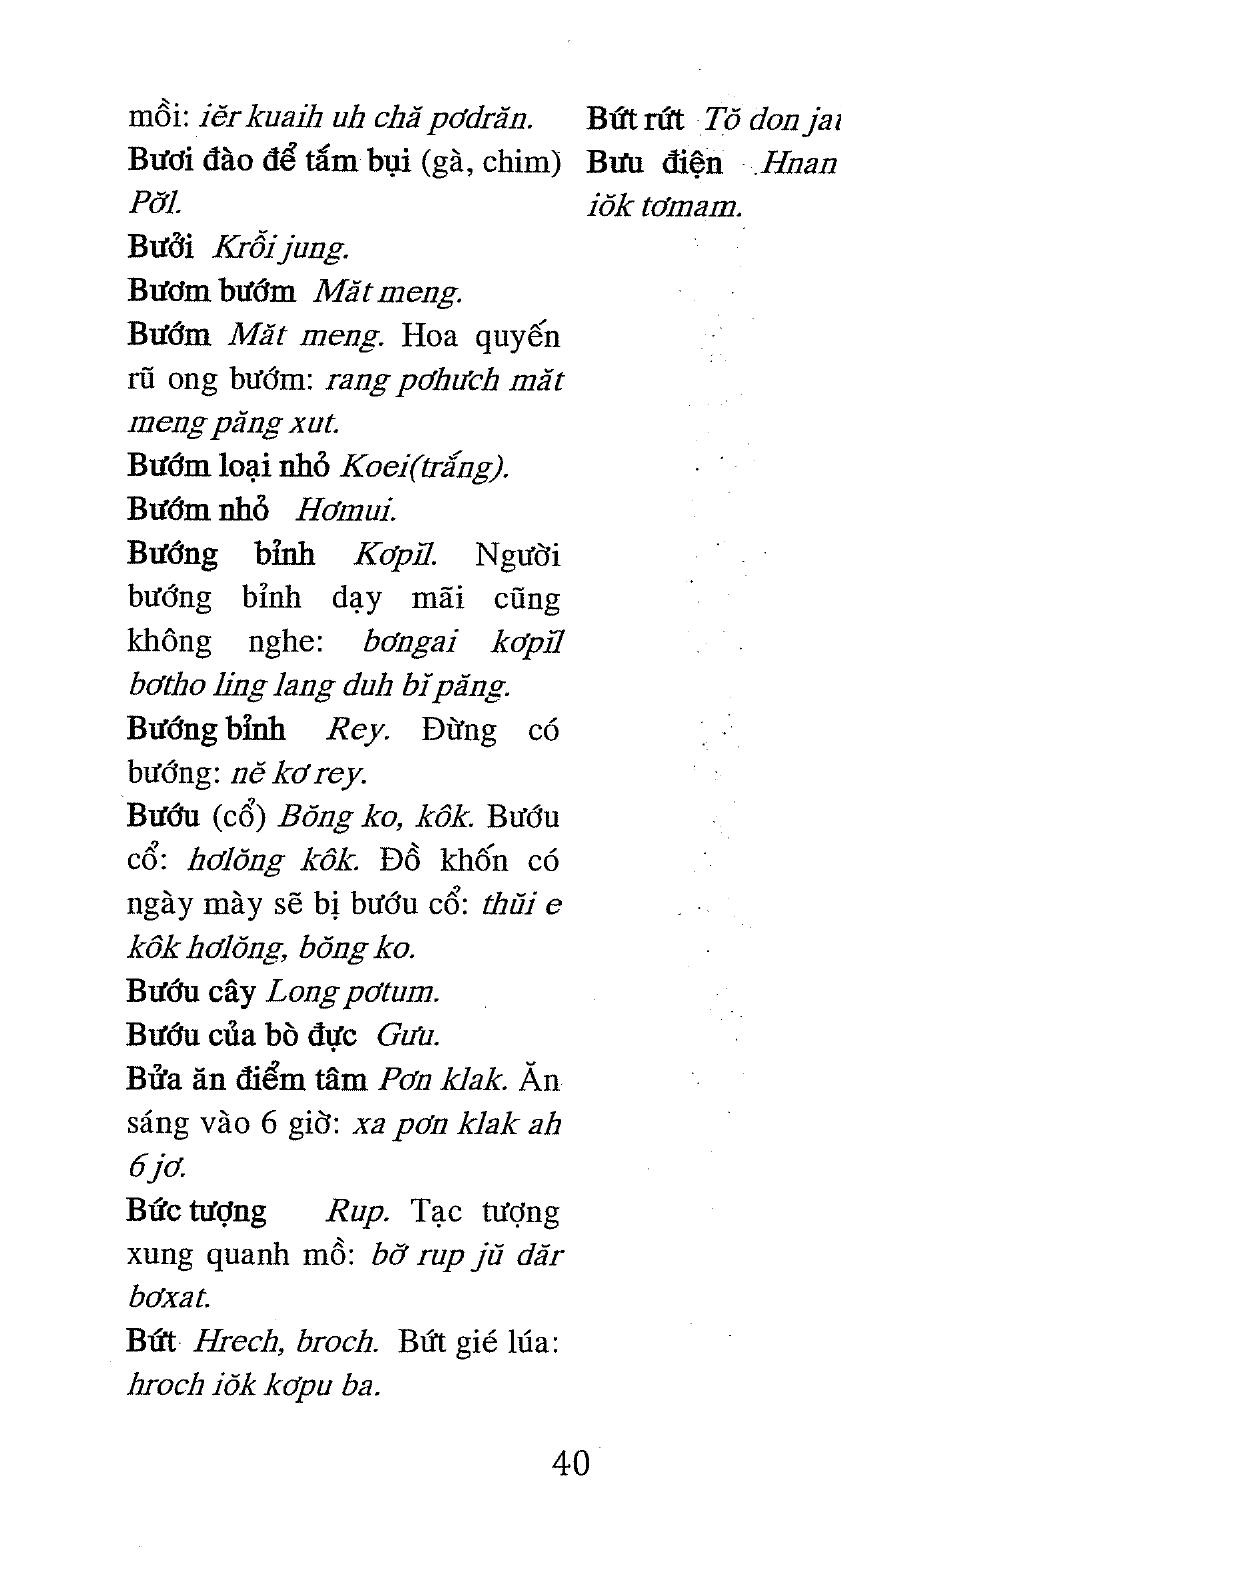 mồi: iĕr kuaih uh chă pơdrăn.
Bươi đào để tắm bụi (gà, chim)
Pơ̆l.
Bưởi Krỗi jung.
Bươm bướm Măt meng.
Bướm Măt meng. Hoa quyến
rũ ong bướm: rang pơhưch măt
meng păng xut.
Bướm loại nhỏ Koei(trắng).
Bướm nhỏ Hơmui.
Bướng bỉnh Kơpĭl. Người
bướng bỉnh dạy mãi cũng
không nghe: bơngai kơpĭl
bơtho ling lang duh bĭ păng.
Bướng bỉnh Rey. Đừng có
bướng: nĕ kơ rey.
Bướu (cổ) Bŏng ko, kôk. Bướu
cổ: hơlŏng kôk. Đồ khốn có
ngày mày sẽ bị bướu cổ: thŭi e
kôk hơlŏng, bŏng ko.
Bướu cây Long pơtum.
Bướu của bò đực Gưu.
Bửa ăn điểm tâm Pơn klak. Ăn
sáng vào 6 giờ: xa pơn klak ah
6 jơ.
Bức tượng Rup. Tạc tượng
xung quanh mồ: bơ̆ rup jŭ dăr
bơxat.
Bứt Hrech, broch. Bứt gié lúa:
hroch iŏk kơpu ba.
Bứt rứt Tŏ don
Bưu điện Hnan
iŏk tơmam.
40